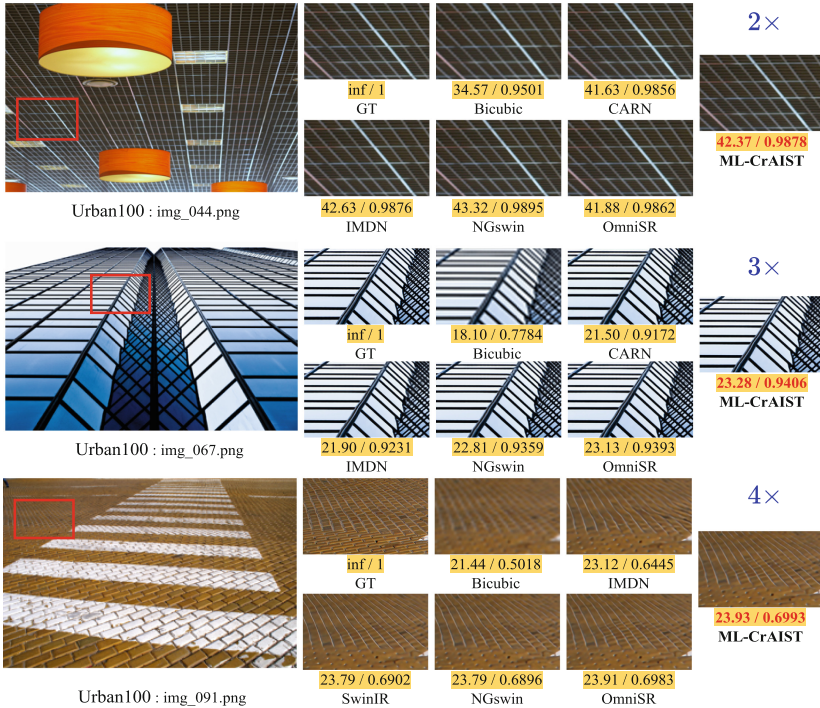 2×
inf / 1
34.57 / 0.9501
41.63 / 0.9856
GT
Bicubic
CARN
42.37 / 0.9878
ML-CrAIST
42.63 / 0.9876
43.32 / 0.9895
41.88 / 0.9862
IMDN
NGswin
OmniSR
Urban100 : img_044.png
3×
inf / 1
18.10 / 0.7784
21.50 / 0.9172
GT
Bicubic
CARN
23.28 / 0.9406
ML-CrAIST
21.90 / 0.9231
22.81 / 0.9359
23.13 / 0.9393
IMDN
NGswin
OmniSR
Urban100 : img_067.png
4×
inf / 1
21.44 / 0.5018
23.12 / 0.6445
GT
Bicubic
IMDN
23.93 / 0.6993
ML-CrAIST
23.79 / 0.6902
23.79 / 0.6896
23.91 / 0.6983
SwinIR
NGswin
OmniSR
Urban100 : img_091.png